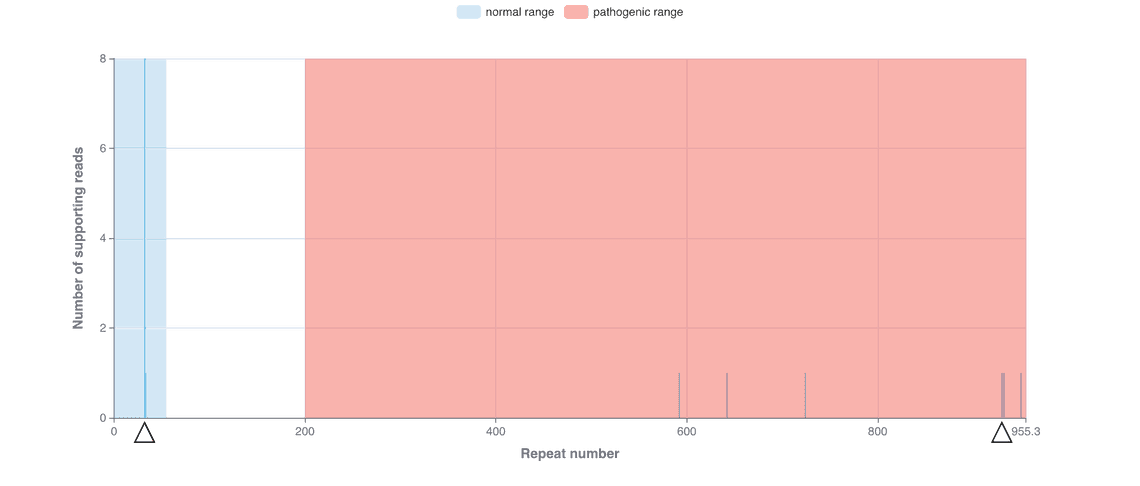 normal range pathogenic range
8
6
4
2
0
Number of supporting reads
0 200 400 600 800 955.3
Repeat number